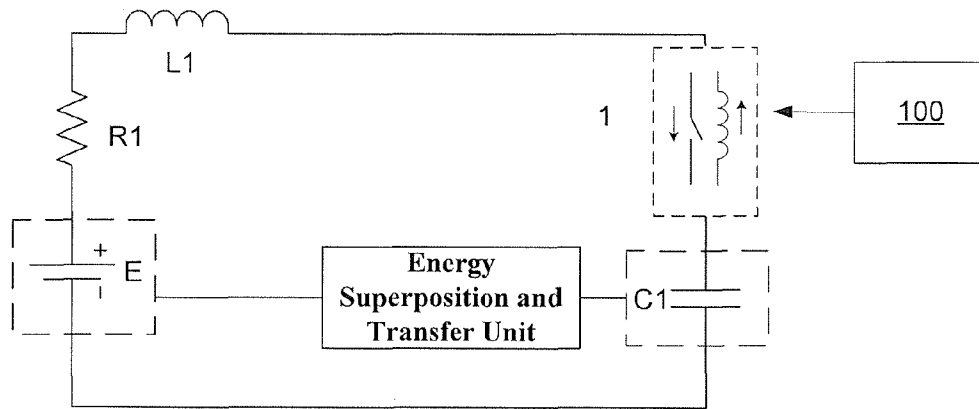 L1
R1
1
100
+
E
Energy
Superposition and
Transfer Unit
C1